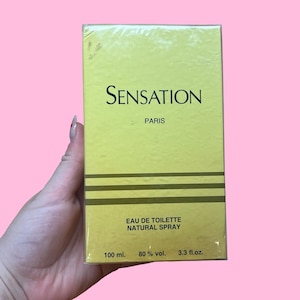 SENSATION
PARIS
EAU DE TOILETTE
NATURAL SPRAY
100 ml. 80 % vol. 3.3 fl.oz.